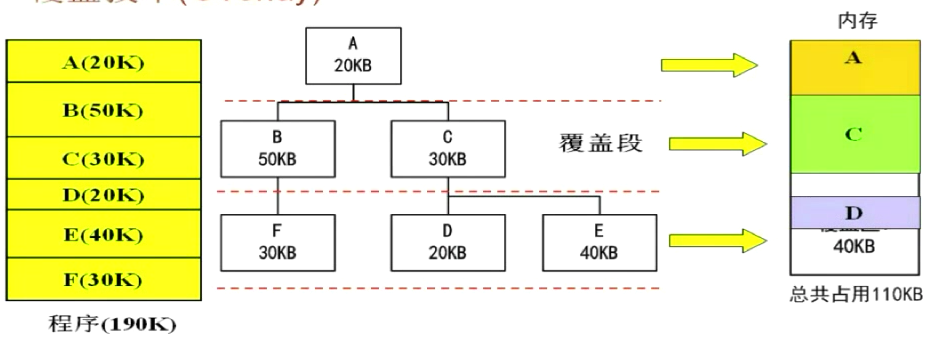 内存
A(20K)
B(50K)
C(30K)
D(20K)
E(40K)
F(30K)
程序(190K)
A
20KB
B
50KB
C
30KB
F
30KB
D
20KB
E
40KB
覆盖段
A
C
D
40KB
总共占用110KB